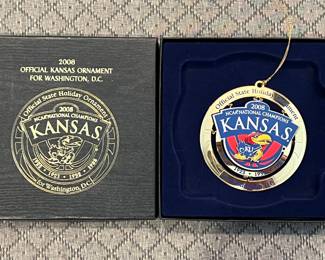 2008
OFFICIAL KANSAS ORNAMENT
FOR WASHINGTON, D.C.
Official State Holiday Ornament
2008
NCAA NATIONAL CHAMPIONS
KANSAS
for Washington, D.C.
Official State Holiday Ornament
2008
NCAA NATIONAL CHAMPIONS
KANSAS
KU